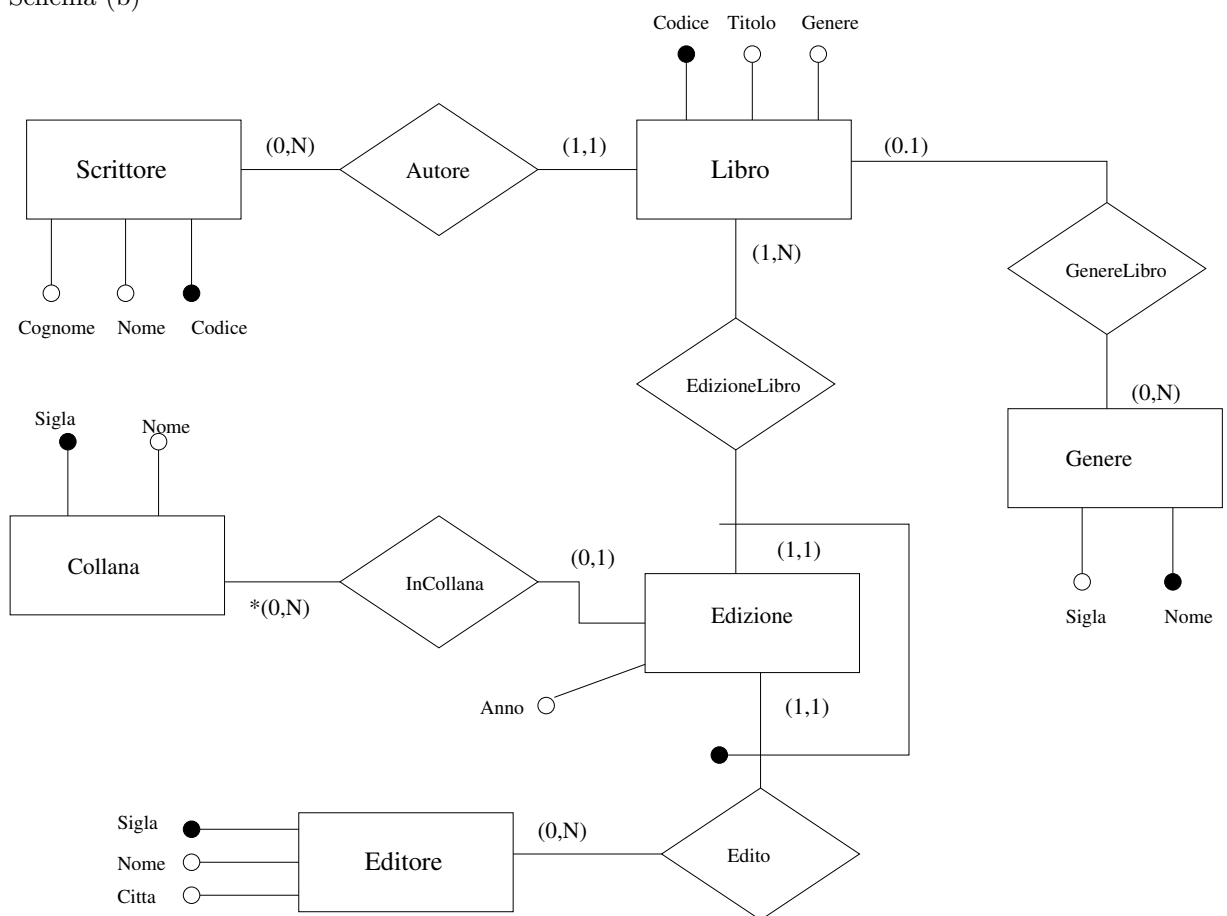 Schema (b)
Codice Titolo Genere
(0,N) (1,1) (0.1)
Scrittore Autore Libro
(1,N)
GenereLibro
Cognome Nome Codice
EdizioneLibro
(0,N)
Sigla Nome
Genere
(0,1) (1,1)
Collana InCollana
*(0,N)
Edizione
Sigla Nome
Anno (1,1)
Sigla
(0,N)
Nome Editore Edito
Citta